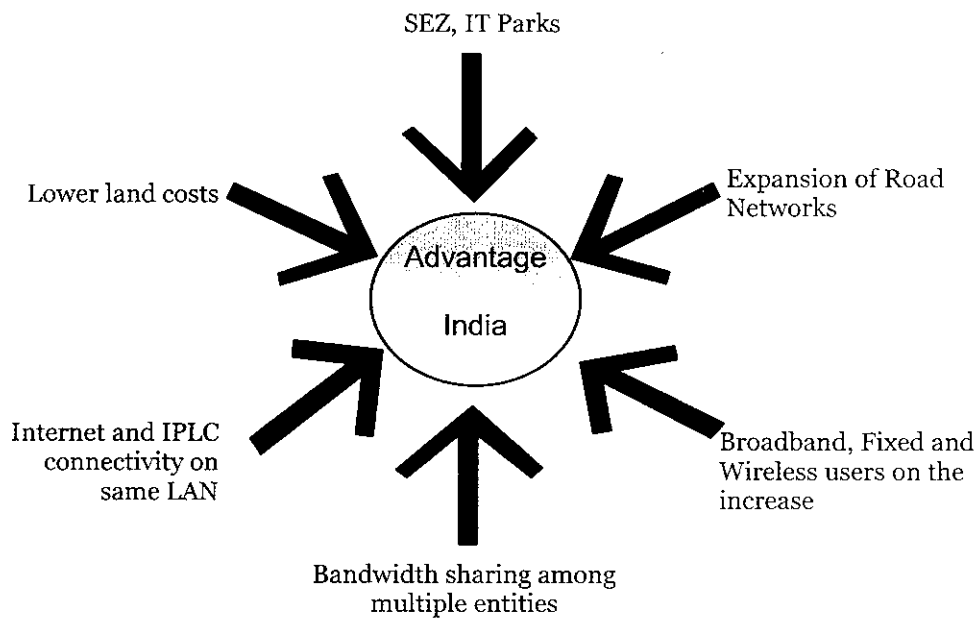 SEZ, IT Parks
Lower land costs
Expansion of Road
Networks
Advantage
India
Internet and IPLC
connectivity on
same LAN
Broadband, Fixed and
Wireless users on the
increase
Bandwidth sharing among
multiple entities